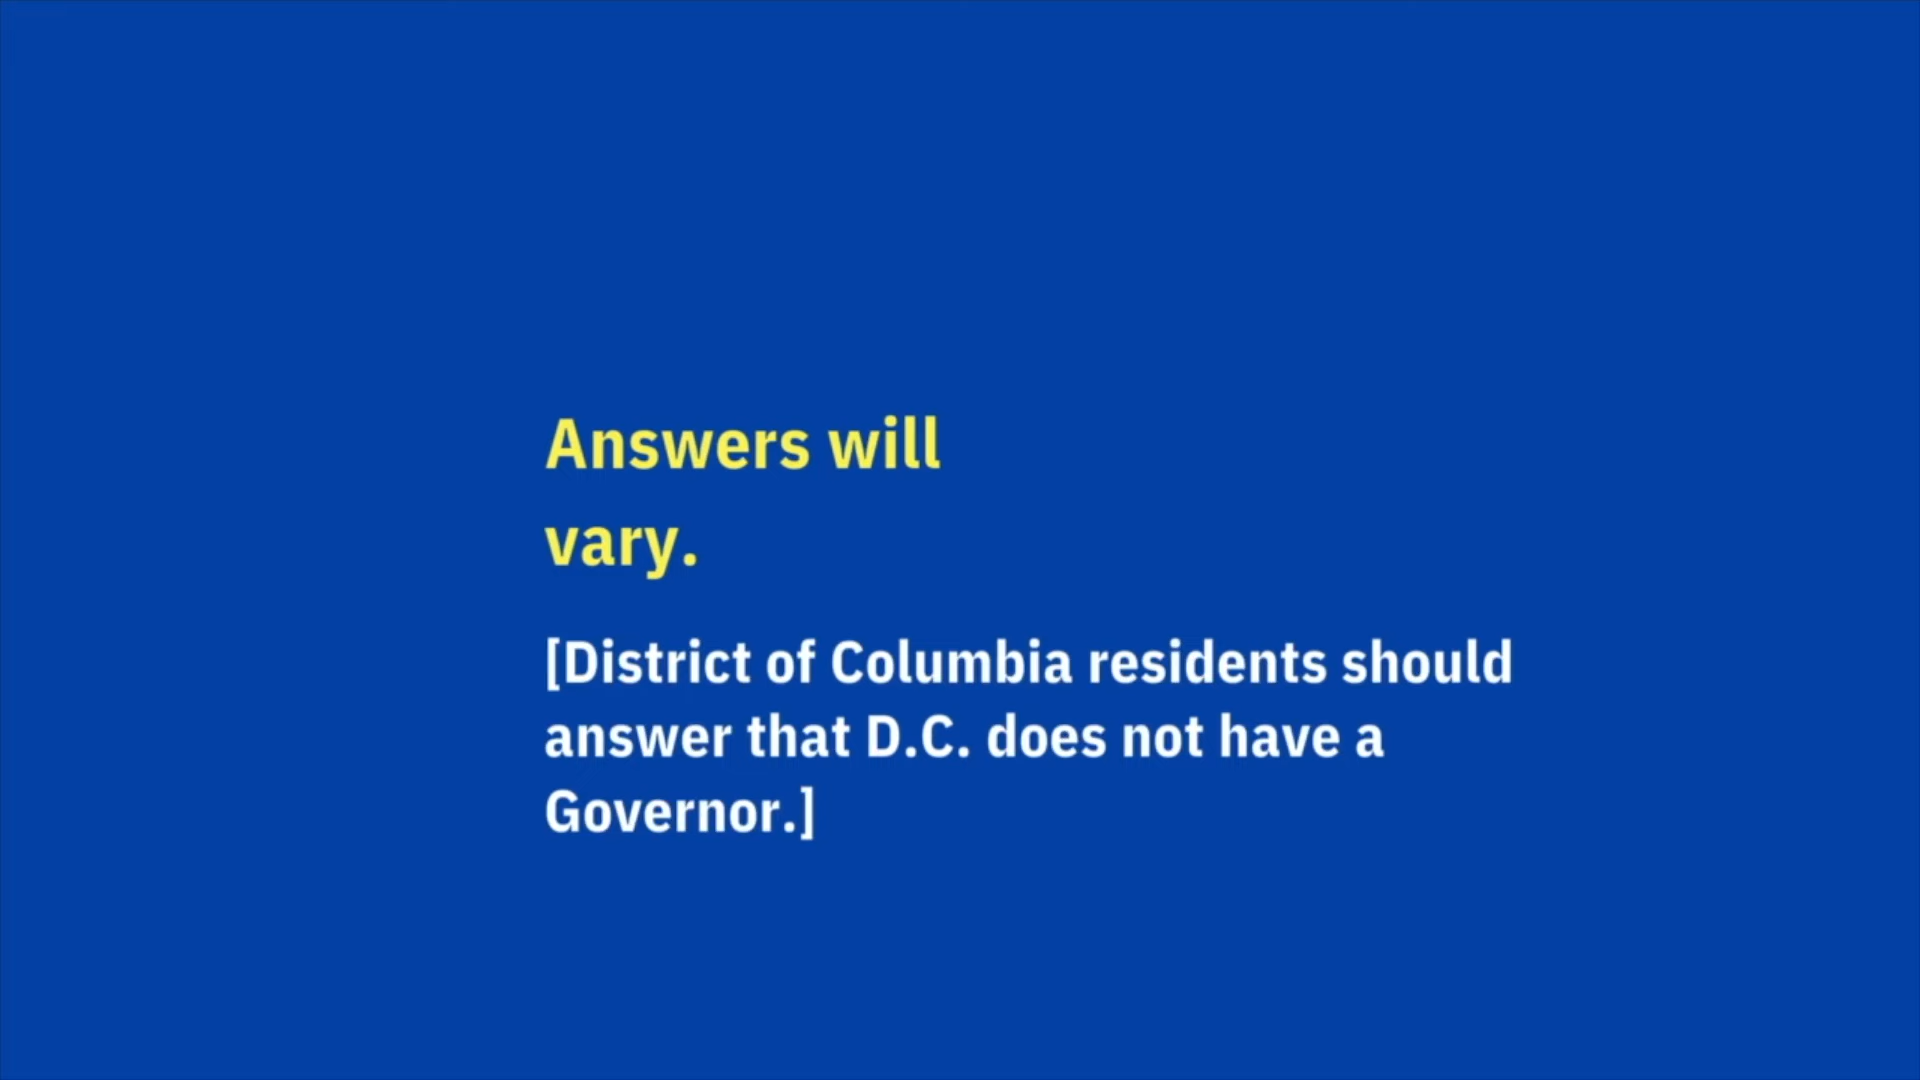 Answers will
vary.
[District of Columbia residents should
answer that D.C. does not have a
Governor.]